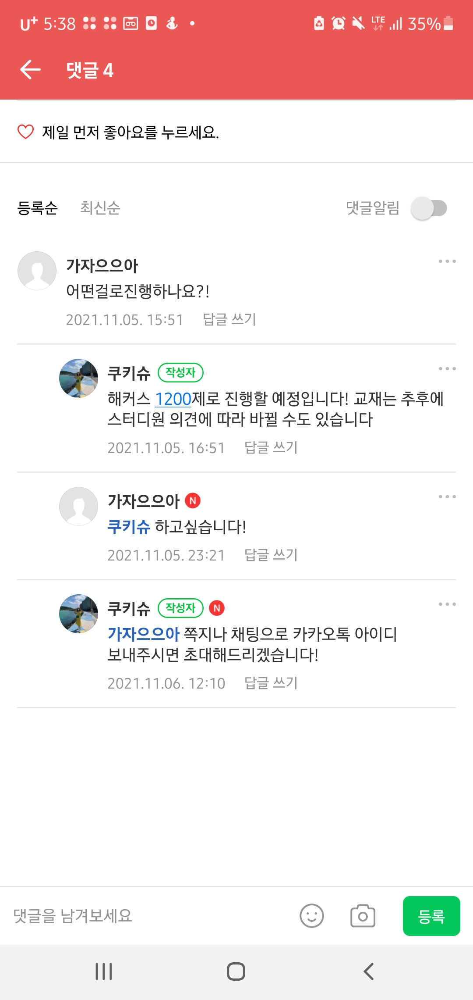 U+ 5:38 LTE 35%
댓글 4
제일 먼저 좋아요를 누르세요.
등록순 최신순 댓글알림
가자으으아
어떤걸로진행하나요?!
2021.11.05. 15:51 답글 쓰기
쿠키슈 작성자
해커스 1200제로 진행할 예정입니다! 교재는 추후에
스터디원 의견에 따라 바뀔 수도 있습니다
2021.11.05. 16:51 답글 쓰기
가자으으아 N
쿠키슈 하고싶습니다!
2021.11.05. 23:21 답글 쓰기
쿠키슈 작성자 N
가자으으아 쪽지나 채팅으로 카카오톡 아이디
보내주시면 초대해드리겠습니다!
2021.11.06. 12:10 답글 쓰기
댓글을 남겨보세요 등록